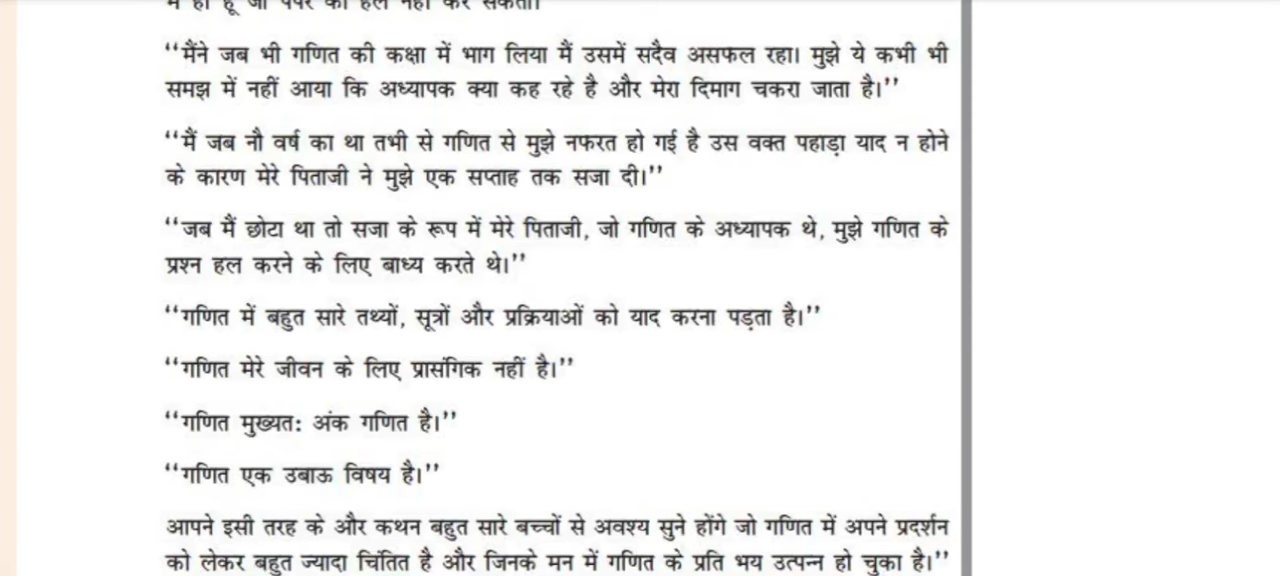 ‘‘मैंने जब भी गणित की कक्षा में भाग लिया मैं उसमें सदैव असफल रहा। मुझे ये कभी भी
समझ में नहीं आया कि अध्यापक क्या कह रहे है और मेरा दिमाग चकरा जाता है।’’
‘‘मैं जब नौ वर्ष का था तभी से गणित से मुझे नफरत हो गई है उस वक्त पहाड़ा याद न होने
के कारण मेरे पिताजी ने मुझे एक सप्ताह तक सजा दी।’’
‘‘जब मैं छोटा था तो सजा के रूप में मेरे पिताजी, जो गणित के अध्यापक थे, मुझे गणित के
प्रश्न हल करने के लिए बाध्य करते थे।’’
‘‘गणित में बहुत सारे तथ्यों, सूत्रों और प्रक्रियाओं को याद करना पड़ता है।’’
‘‘गणित मेरे जीवन के लिए प्रासंगिक नहीं है।’’
‘‘गणित मुख्यतः अंक गणित है।’’
‘‘गणित एक उबाऊ विषय है।’’
आपने इसी तरह के और कथन बहुत सारे बच्चों से अवश्य सुने होंगे जो गणित में अपने प्रदर्शन
को लेकर बहुत ज्यादा चिंतित है और जिनके मन में गणित के प्रति भय उत्पन्न हो चुका है।’’